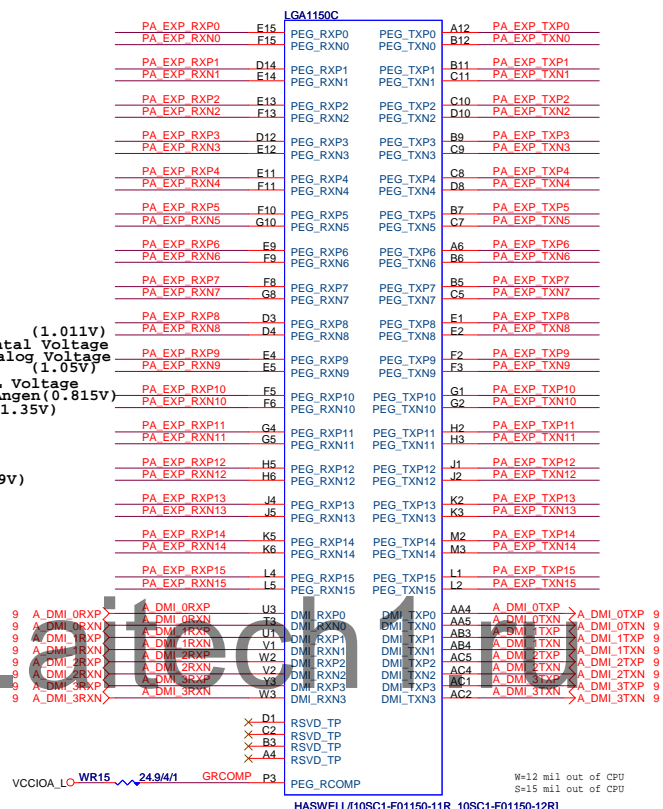 LGA1150C
PA_EXP_RXP0 E15 PEG_RXP0 PEG_TXP0 A12 PA_EXP_TXP0
PA_EXP_RXN0 F15 PEG_RXN0 PEG_TXN0 B12 PA_EXP_TXN0
PA_EXP_RXP1 D14 PEG_RXP1 PEG_TXP1 B11 PA_EXP_TXP1
PA_EXP_RXN1 E14 PEG_RXN1 PEG_TXN1 C11 PA_EXP_TXN1
PA_EXP_RXP2 E13 PEG_RXP2 PEG_TXP2 C10 PA_EXP_TXP2
PA_EXP_RXN2 F13 PEG_RXN2 PEG_TXN2 D10 PA_EXP_TXN2
PA_EXP_RXP3 D12 PEG_RXP3 PEG_TXP3 B9 PA_EXP_TXP3
PA_EXP_RXN3 E12 PEG_RXN3 PEG_TXN3 C9 PA_EXP_TXN3
PA_EXP_RXP4 E11 PEG_RXP4 PEG_TXP4 C8 PA_EXP_TXP4
PA_EXP_RXN4 F11 PEG_RXN4 PEG_TXN4 D8 PA_EXP_TXN4
PA_EXP_RXP5 F10 PEG_RXP5 PEG_TXP5 B7 PA_EXP_TXP5
PA_EXP_RXN5 G10 PEG_RXN5 PEG_TXN5 C7 PA_EXP_TXN5
PA_EXP_RXP6 E9 PEG_RXP6 PEG_TXP6 A6 PA_EXP_TXP6
PA_EXP_RXN6 F9 PEG_RXN6 PEG_TXN6 B6 PA_EXP_TXN6
PA_EXP_RXP7 F8 PEG_RXP7 PEG_TXP7 B5 PA_EXP_TXP7
PA_EXP_RXN7 G8 PEG_RXN7 PEG_TXN7 C5 PA_EXP_TXN7
PA_EXP_RXP8 D3 PEG_RXP8 PEG_TXP8 E1 PA_EXP_TXP8
(1.011V) PA_EXP_RXN8 D4 PEG_RXN8 PEG_TXN8 E2 PA_EXP_TXN8
ntal Voltage
alog Voltage PA_EXP_RXP9 E4 PEG_RXP9 PEG_TXP9 F2 PA_EXP_TXP9
(1.05V) PA_EXP_RXN9 E5 PEG_RXN9 PEG_TXN9 F3 PA_EXP_TXN9
Voltage
Angen(0.815V) PA_EXP_RXP10 F5 PEG_RXP10 PEG_TXP10 G1 PA_EXP_TXP10
1.35V) PA_EXP_RXN10 F6 PEG_RXN10 PEG_TXN10 G2 PA_EXP_TXN10
PA_EXP_RXP11 G4 PEG_RXP11 PEG_TXP11 H2 PA_EXP_TXP11
PA_EXP_RXN11 G5 PEG_RXN11 PEG_TXN11 H3 PA_EXP_TXN11
PA_EXP_RXP12 H5 PEG_RXP12 PEG_TXP12 J1 PA_EXP_TXP12
9V) PA_EXP_RXN12 H6 PEG_RXN12 PEG_TXN12 J2 PA_EXP_TXN12
PA_EXP_RXP13 J4 PEG_RXP13 PEG_TXP13 K2 PA_EXP_TXP13
PA_EXP_RXN13 J5 PEG_RXN13 PEG_TXN13 K3 PA_EXP_TXN13
PA_EXP_RXP14 K5 PEG_RXP14 PEG_TXP14 M2 PA_EXP_TXP14
PA_EXP_RXN14 K6 PEG_RXN14 PEG_TXN14 M3 PA_EXP_TXN14
PA_EXP_RXP15 L4 PEG_RXP15 PEG_TXP15 L1 PA_EXP_TXP15
PA_EXP_RXN15 L5 PEG_RXN15 PEG_TXN15 L2 PA_EXP_TXN15
9 A_DMI_0RXP A_DMI_0RXP U3 DMI_RXP0 DMI_TXP0 AA4 A_DMI_0TXP A_DMI_0TXP 9
9 A_DMI_0RXN A_DMI_0RXN T3 DMI_RXN0 DMI_TXN0 AA5 A_DMI_0TXN A_DMI_0TXN 9
9 A_DMI_1RXP A_DMI_1RXP U1 DMI_RXP1 DMI_TXP1 AB3 A_DMI_1TXP A_DMI_1TXP 9
9 A_DMI_1RXN A_DMI_1RXN V1 DMI_RXN1 DMI_TXN1 AB4 A_DMI_1TXN A_DMI_1TXN 9
9 A_DMI_2RXP A_DMI_2RXP W2 DMI_RXP2 DMI_TXP2 AC5 A_DMI_2TXP A_DMI_2TXP 9
9 A_DMI_2RXN A_DMI_2RXN V2 DMI_RXN2 DMI_TXN2 AC4 A_DMI_2TXN A_DMI_2TXN 9
9 A_DMI_3RXP A_DMI_3RXP Y3 DMI_RXP3 DMI_TXP3 AC1 A_DMI_3TXP A_DMI_3TXP 9
9 A_DMI_3RXN A_DMI_3RXN W3 DMI_RXN3 DMI_TXN3 AC2 A_DMI_3TXN A_DMI_3TXN 9
aitech1.ru
D1 RSVD_TP
C2 RSVD_TP
B3 RSVD_TP
A4 RSVD_TP
VCCIOA_L WR15 24.9/4/1 GRCOMP P3 PEG_RCOMP
W=12 mil out of CPU
S=15 mil out of CPU
HASWELL/[10SC1-F01150-11R, 10SC1-F01150-12R]